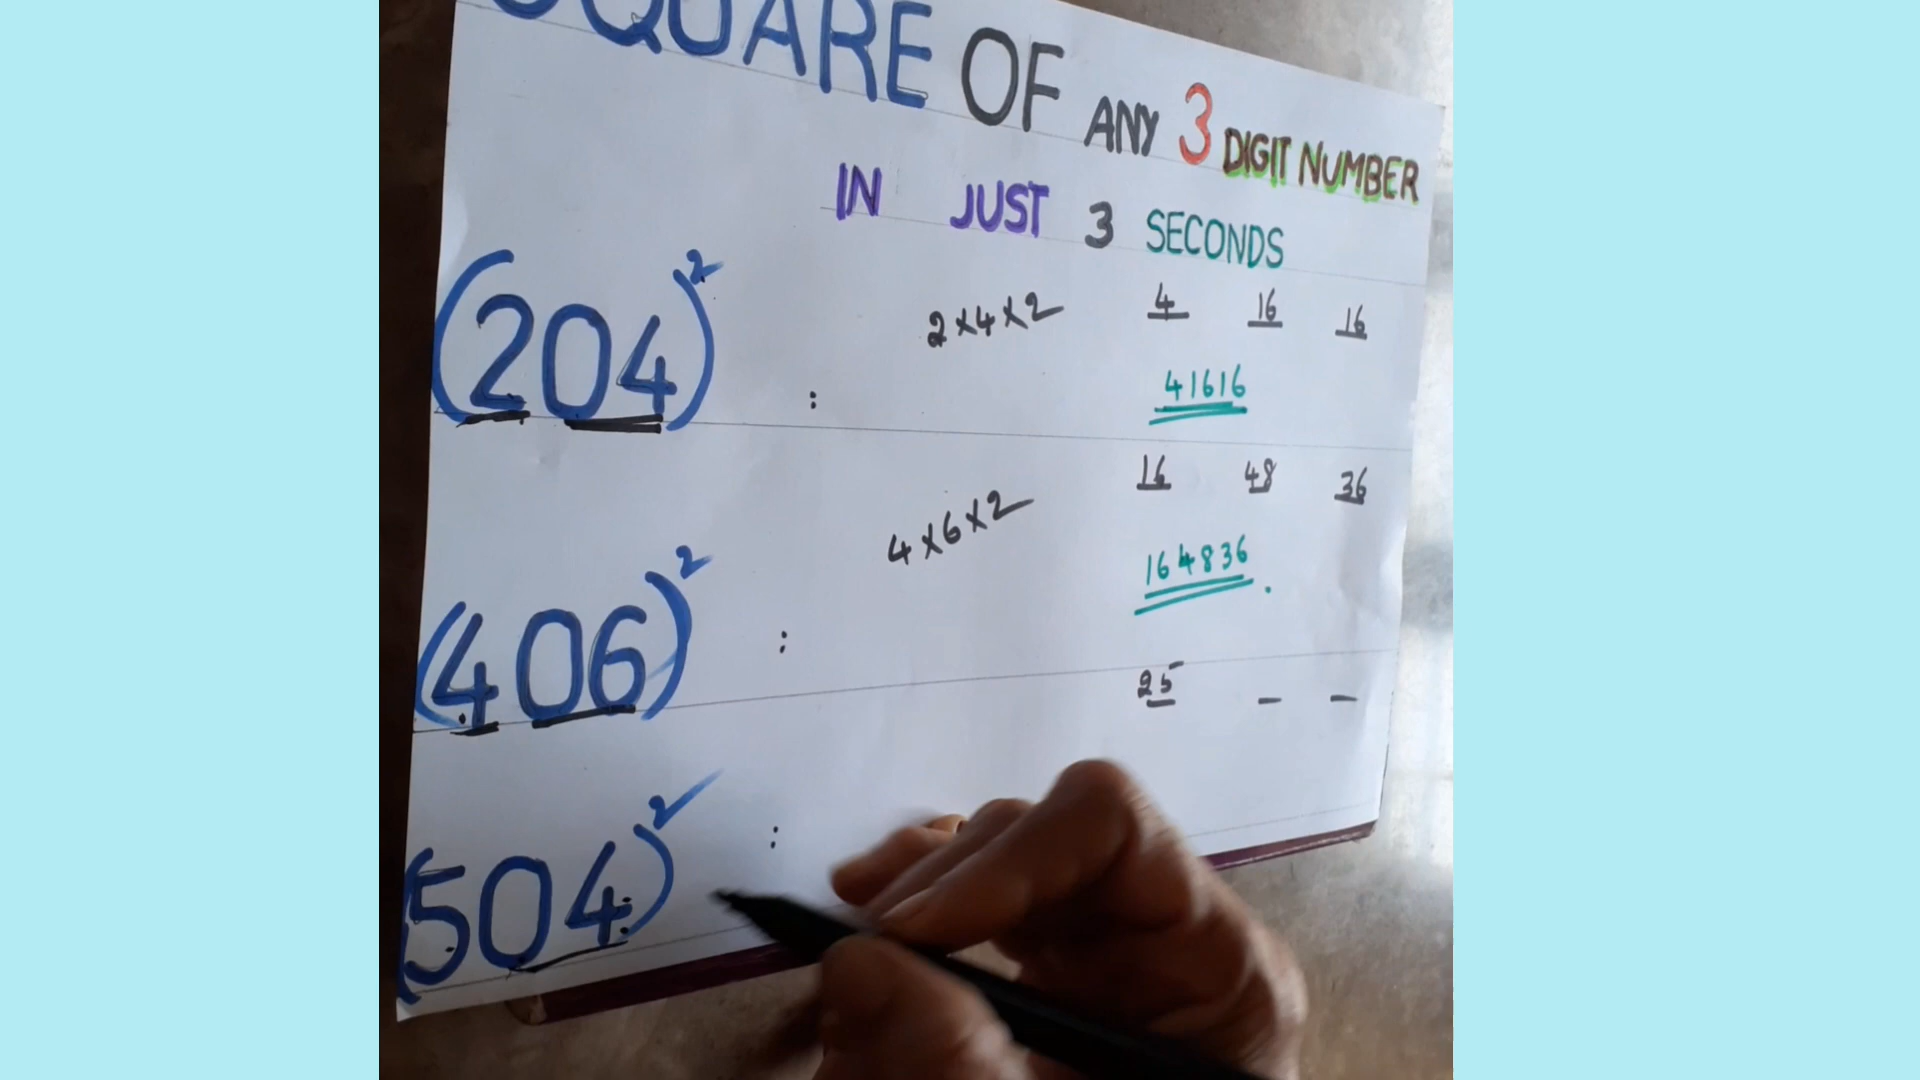 SQUARE OF ANY 3 DIGIT NUMBER
IN JUST 3 SECONDS
(204)² : 2×4×2 4 16 16
41616
(406)² : 4×6×2 16 48 36
164836.
(504)² : 25 _ _